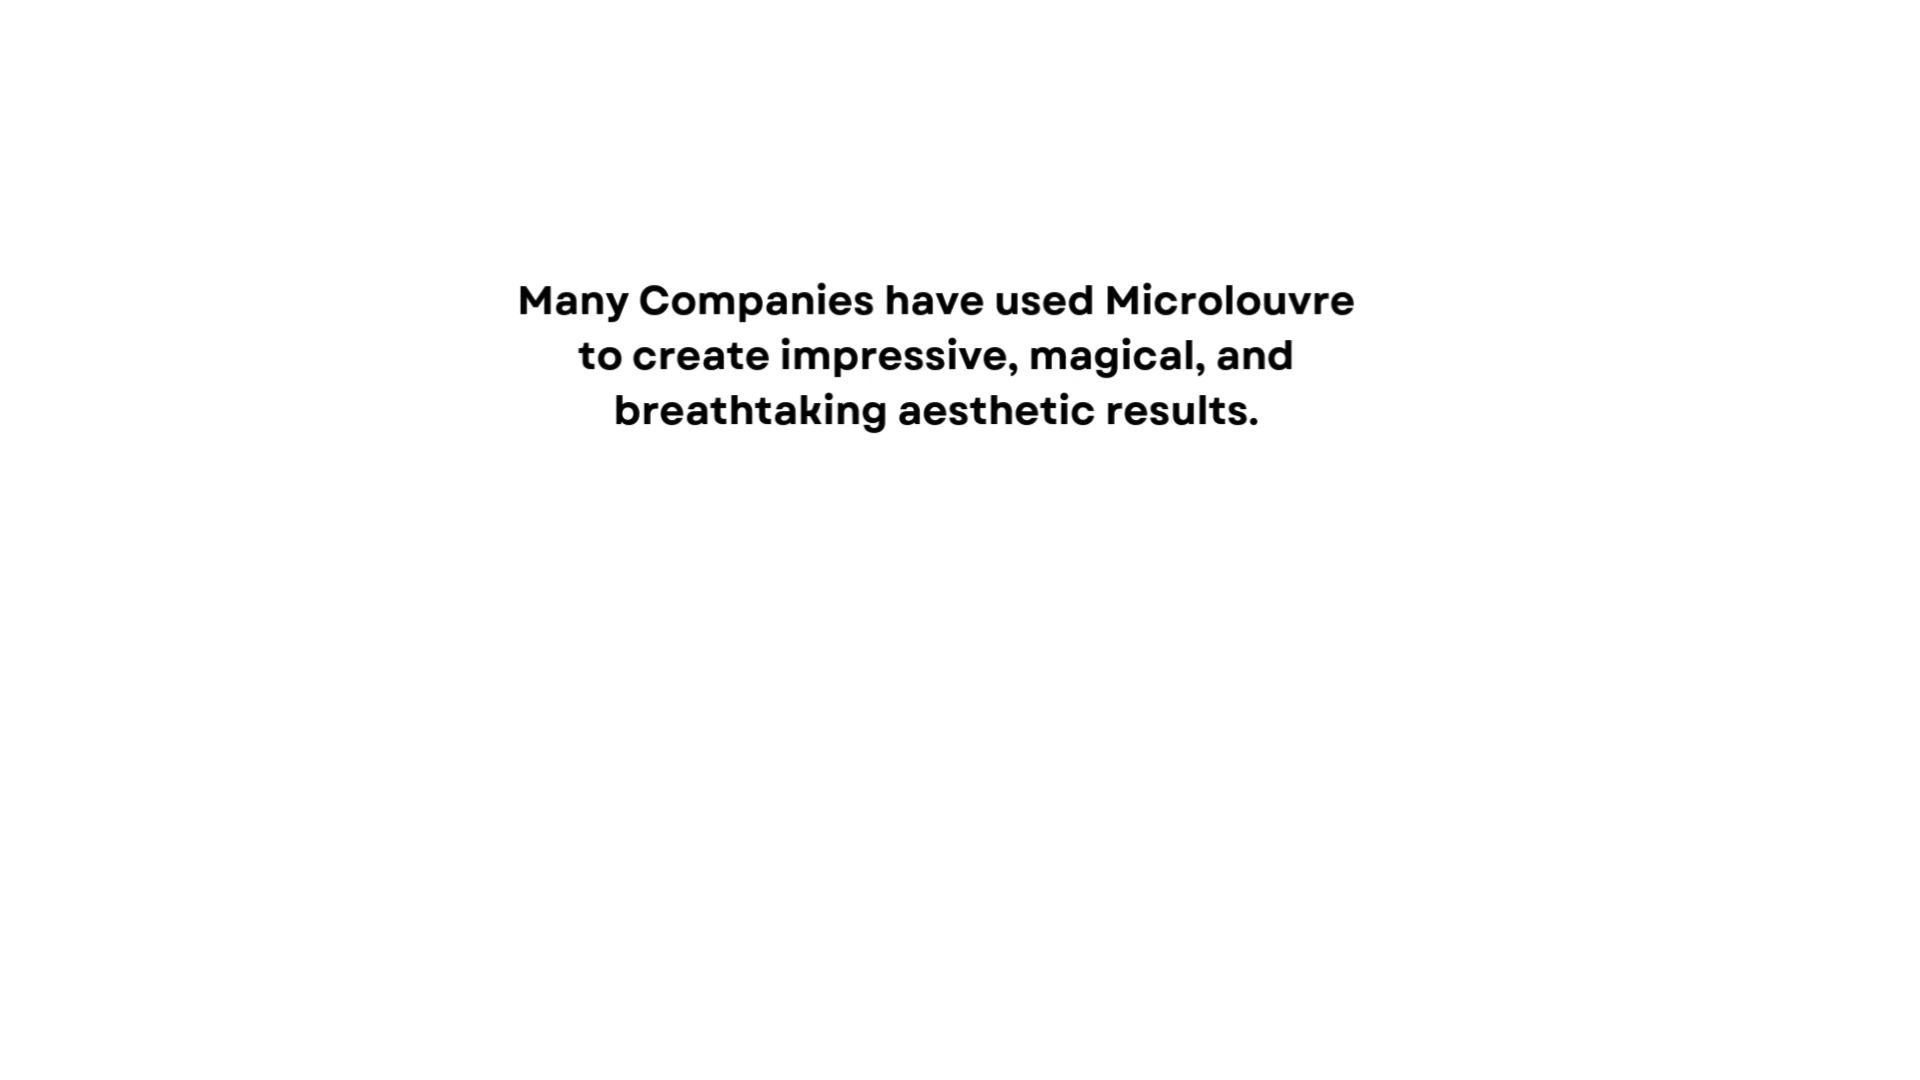 Many Companies have used Microlouvre
to create impressive, magical, and
breathtaking aesthetic results.